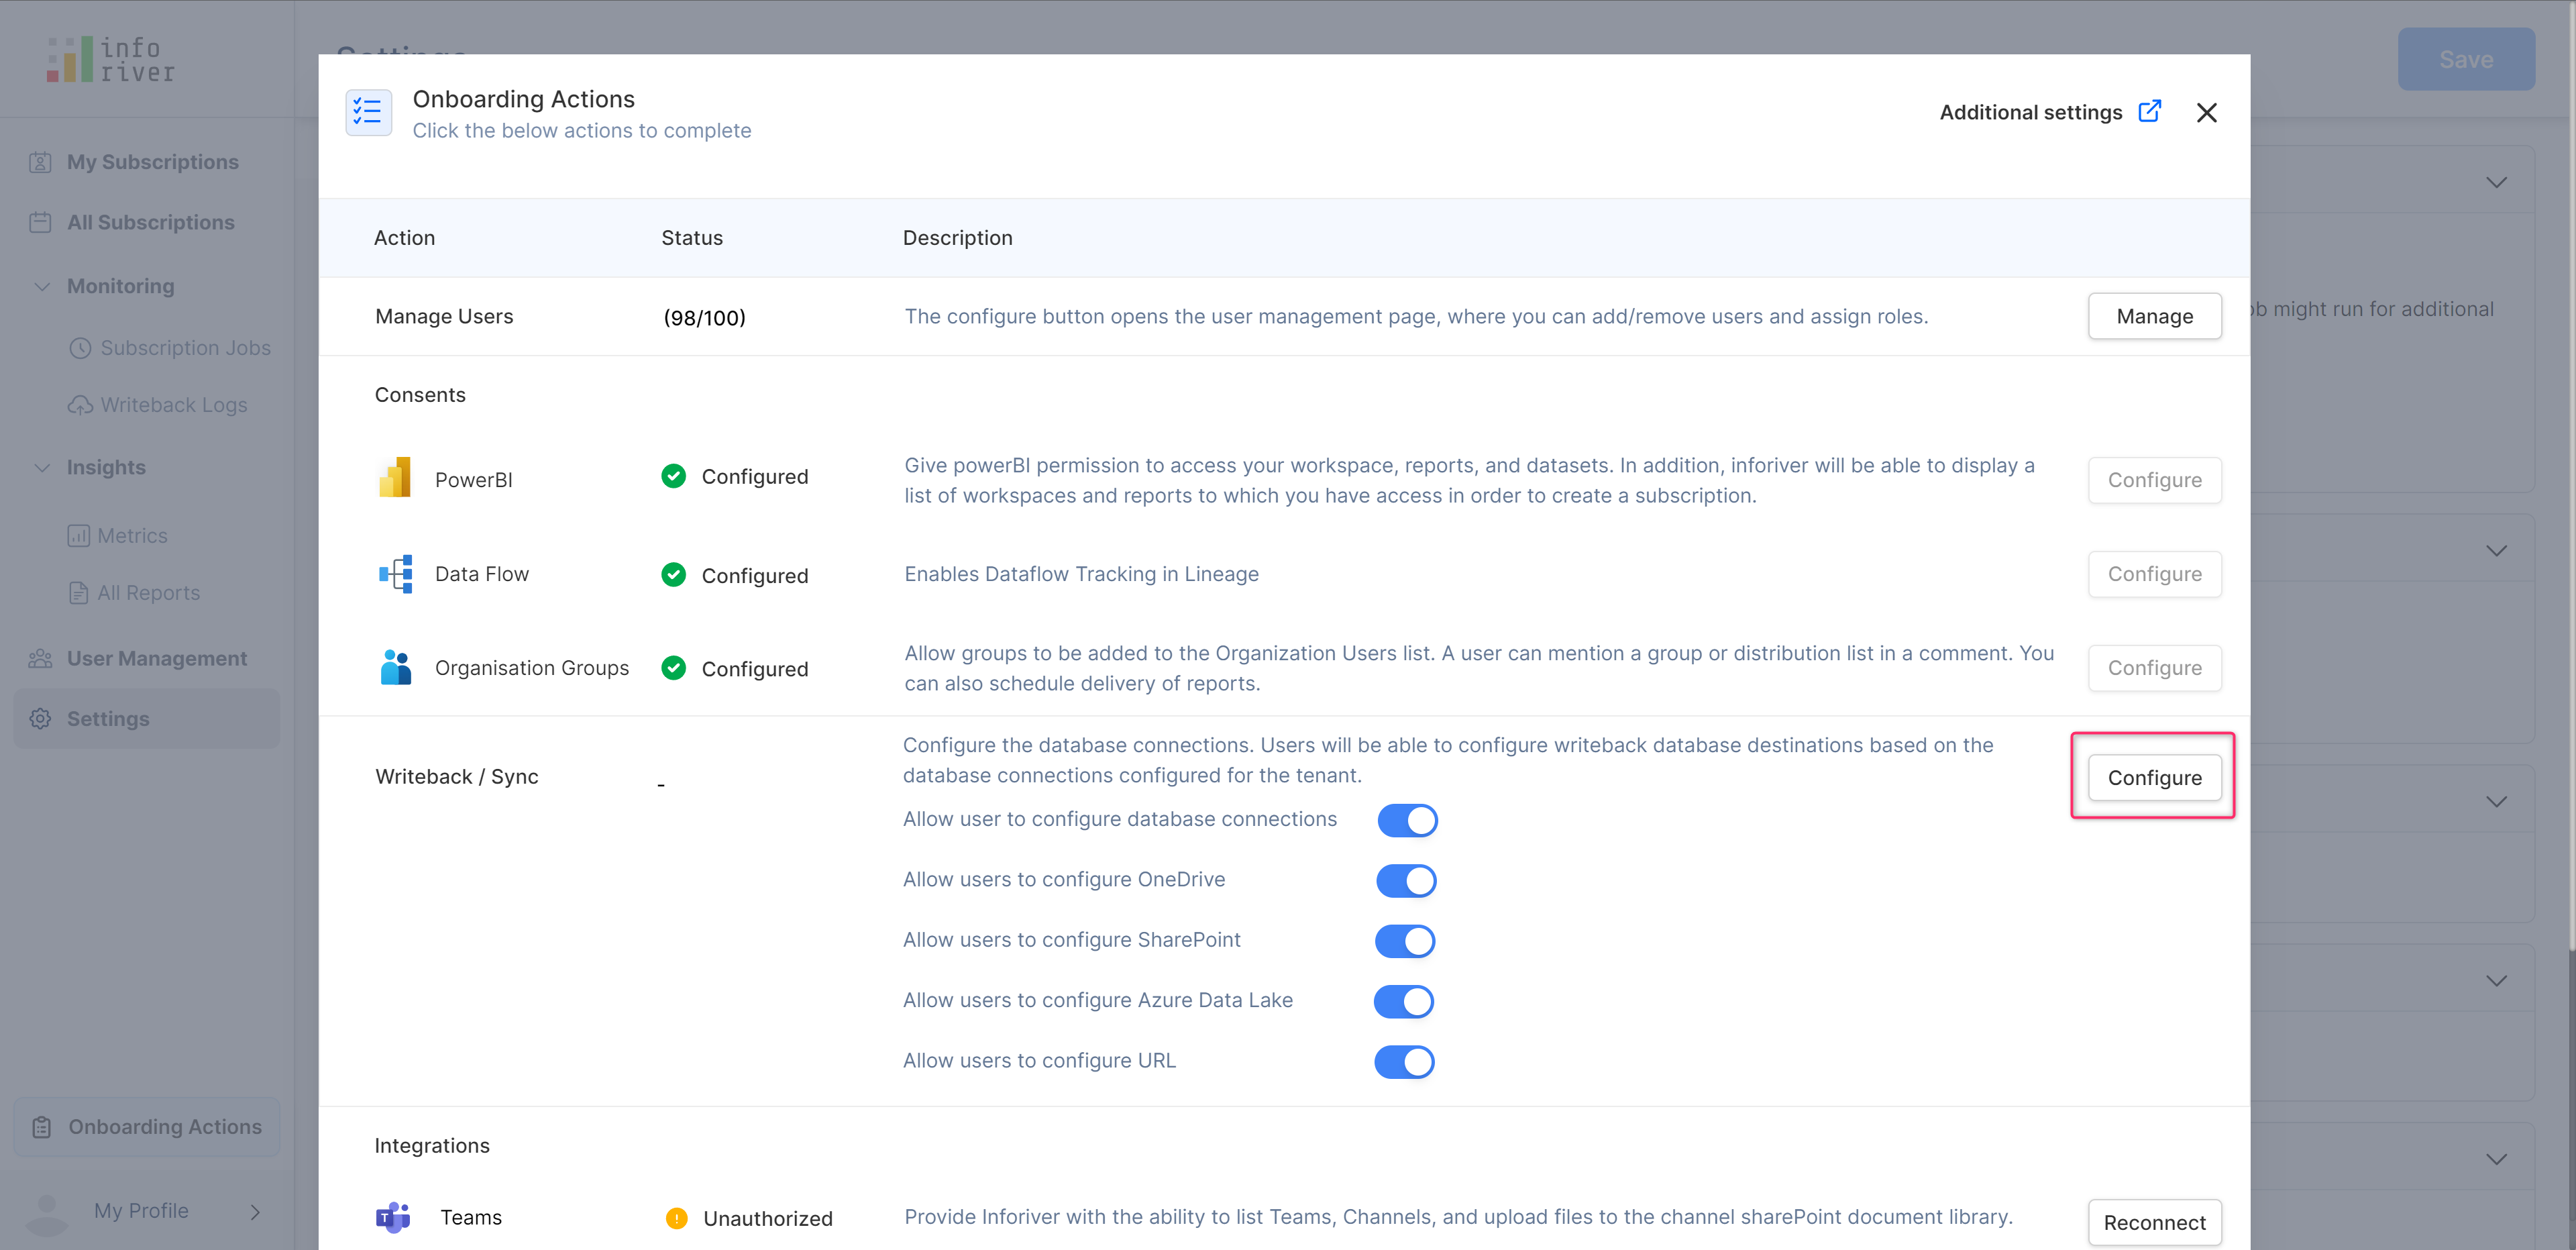 info
river
Save
My Subscriptions
All Subscriptions
Monitoring
Subscription Jobs
Writeback Logs
Insights
Metrics
All Reports
User Management
Settings
Onboarding Actions
My Profile
Onboarding Actions
Click the below actions to complete
Additional settings
Action Status Description
Manage Users (98/100) The configure button opens the user management page, where you can add/remove users and assign roles. Manage
might run for additional
Consents
PowerBI Configured Give powerBI permission to access your workspace, reports, and datasets. In addition, inforiver will be able to display a
list of workspaces and reports to which you have access in order to create a subscription. Configure
Data Flow Configured Enables Dataflow Tracking in Lineage Configure
Organisation Groups Configured Allow groups to be added to the Organization Users list. A user can mention a group or distribution list in a comment. You
can also schedule delivery of reports. Configure
Writeback / Sync - Configure the database connections. Users will be able to configure writeback database destinations based on the
database connections configured for the tenant. Configure
Allow user to configure database connections
Allow users to configure OneDrive
Allow users to configure SharePoint
Allow users to configure Azure Data Lake
Allow users to configure URL
Integrations
Teams Unauthorized Provide Inforiver with the ability to list Teams, Channels, and upload files to the channel sharePoint document library. Reconnect